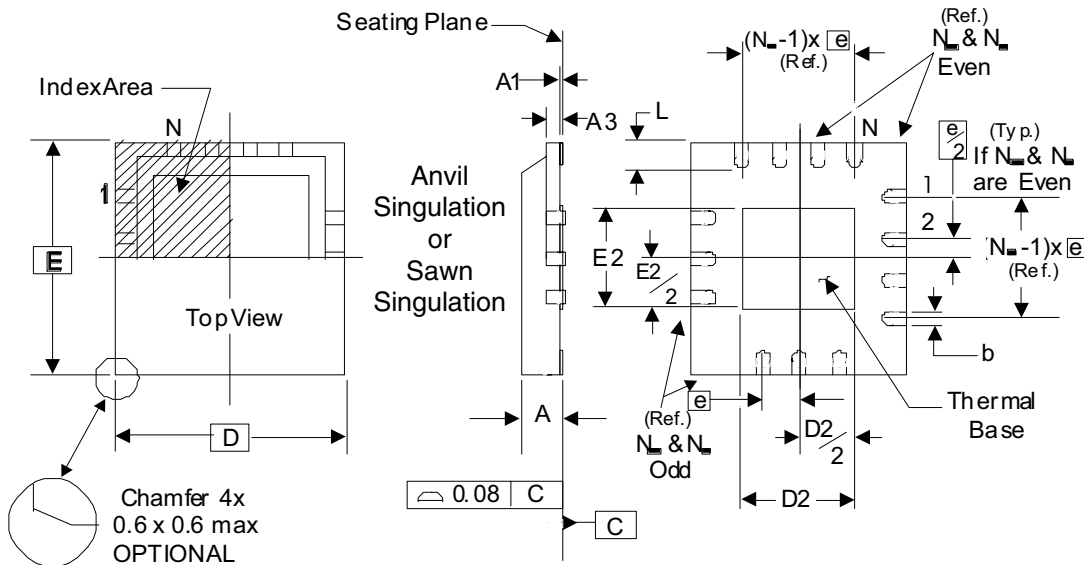 Seating Plane
A1
A3
L
IndexArea
N
1
E
TopView
D
Chamfer 4x
0.6 x 0.6 max
OPTIONAL
Anvil
Singulation
or
Sawn
Singulation
A
0.08 C
C
(N -1)x e
(Ref.)
(Ref.)
N & N
Even
N
e/2
(Typ.)
If N & N
are Even
1
2
(N -1)x e
(Ref.)
b
E2
E2/2
e
(Ref.)
N & N
Odd
D2/2
D2
Thermal
Base